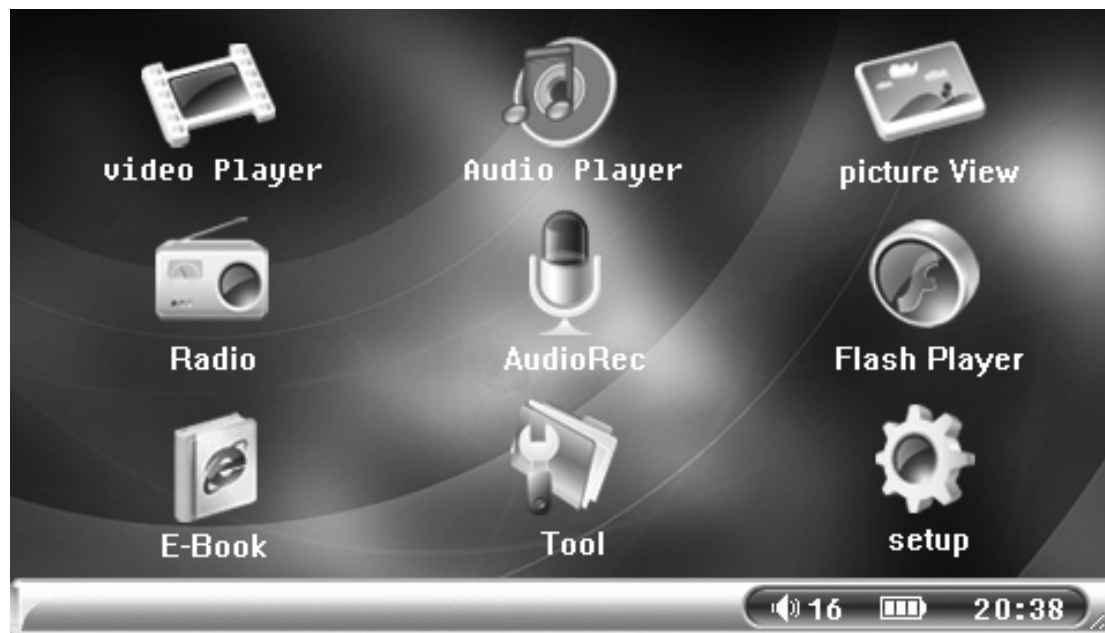 video Player
Audio Player
picture View
Radio
AudioRec
Flash Player
E-Book
Tool
setup
16
20:38